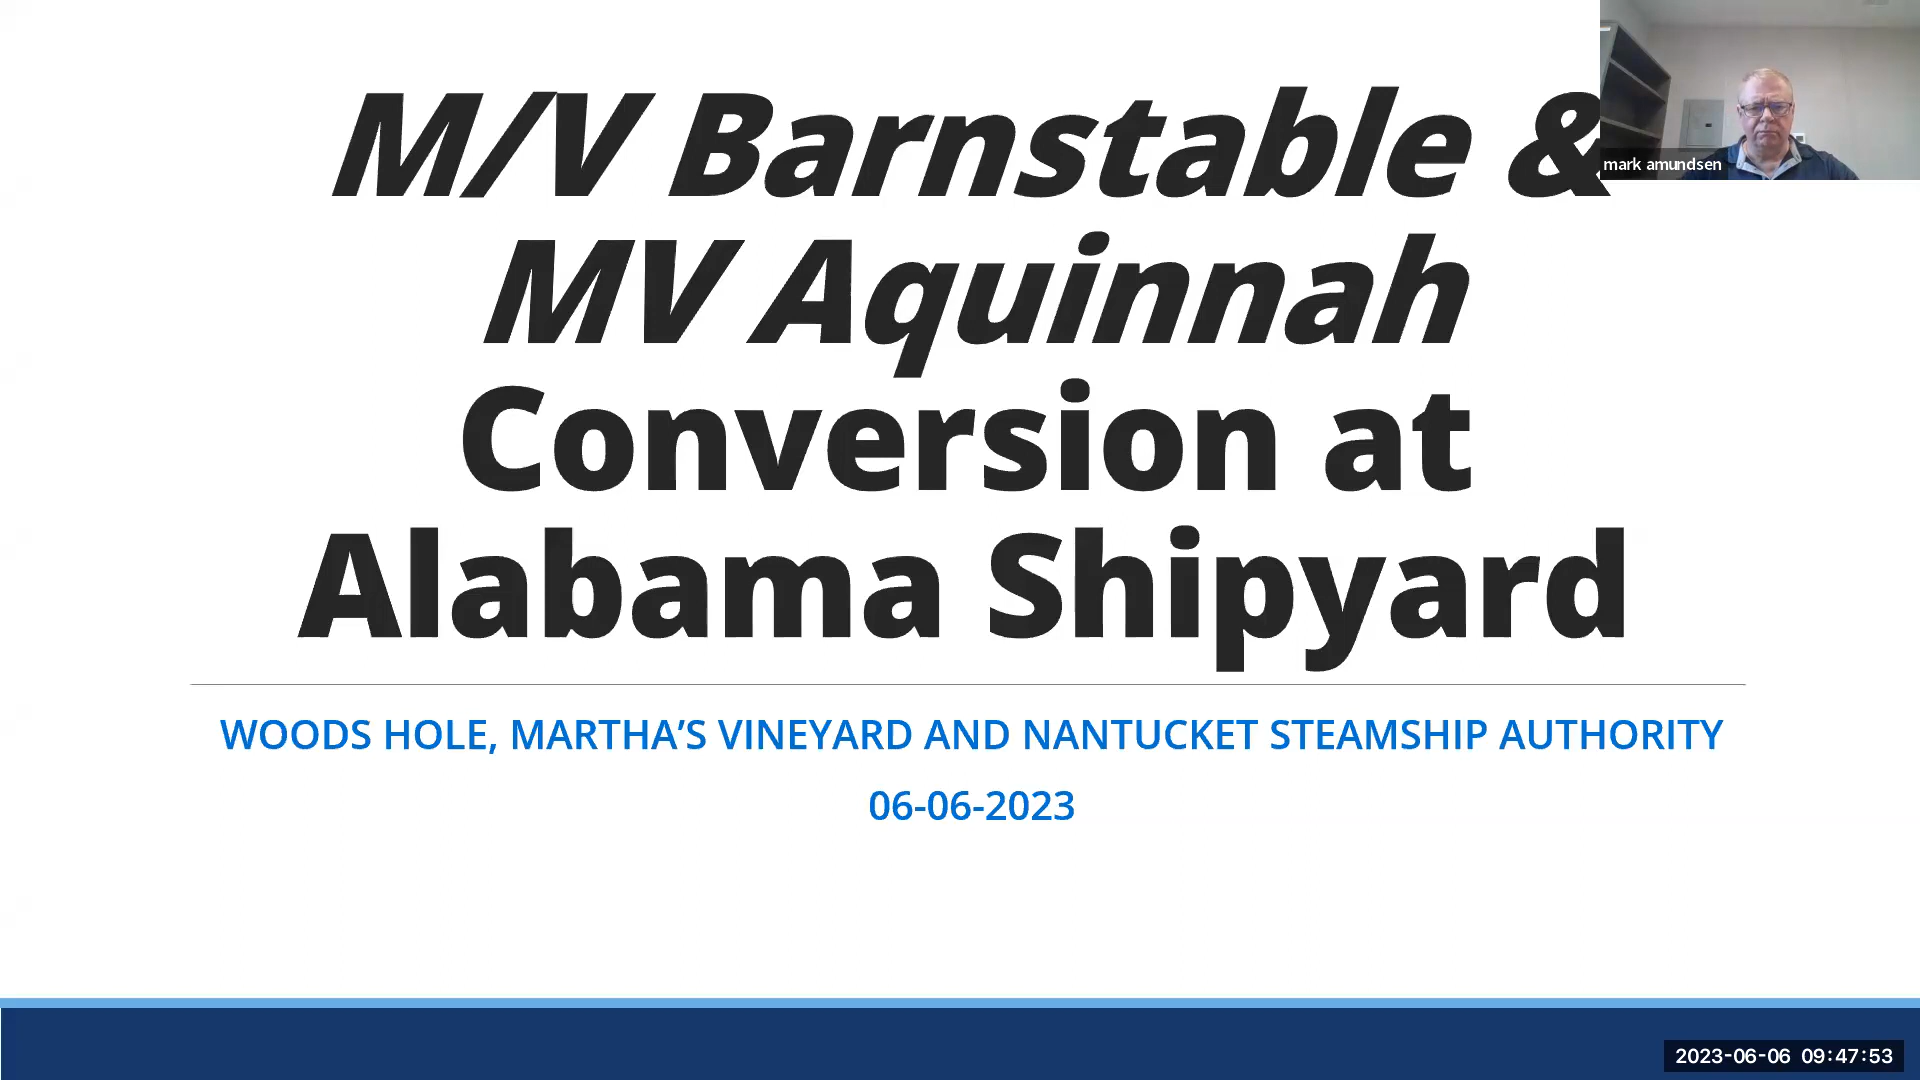 M/V Barnstable &
mark amundsen
MV Aquinnah
Conversion at
Alabama Shipyard
WOODS HOLE, MARTHA’S VINEYARD AND NANTUCKET STEAMSHIP AUTHORITY
06-06-2023
2023-06-06 09:47:53